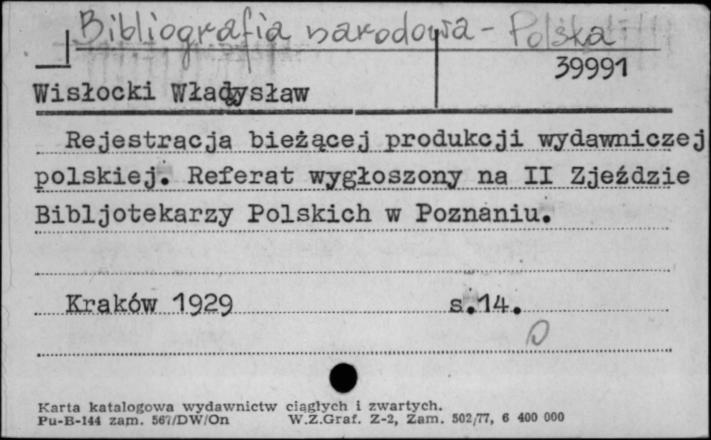 Bibliografia narodowa - Polska
39991
Wisłocki Władysław
Rejestracja bieżącej produkcji wydawniczej
polskiej. Referat wygłoszony na II Zjeździe
Bibljotekarzy Polskich w Poznaniu.
Kraków 1929 s.14.
Karta katalogowa wydawnictw ciągłych i zwartych.
Pu-B-144 zam. 567/DW/On W.Z.Graf. Z-2, Zam. 502/77, 6 400 000